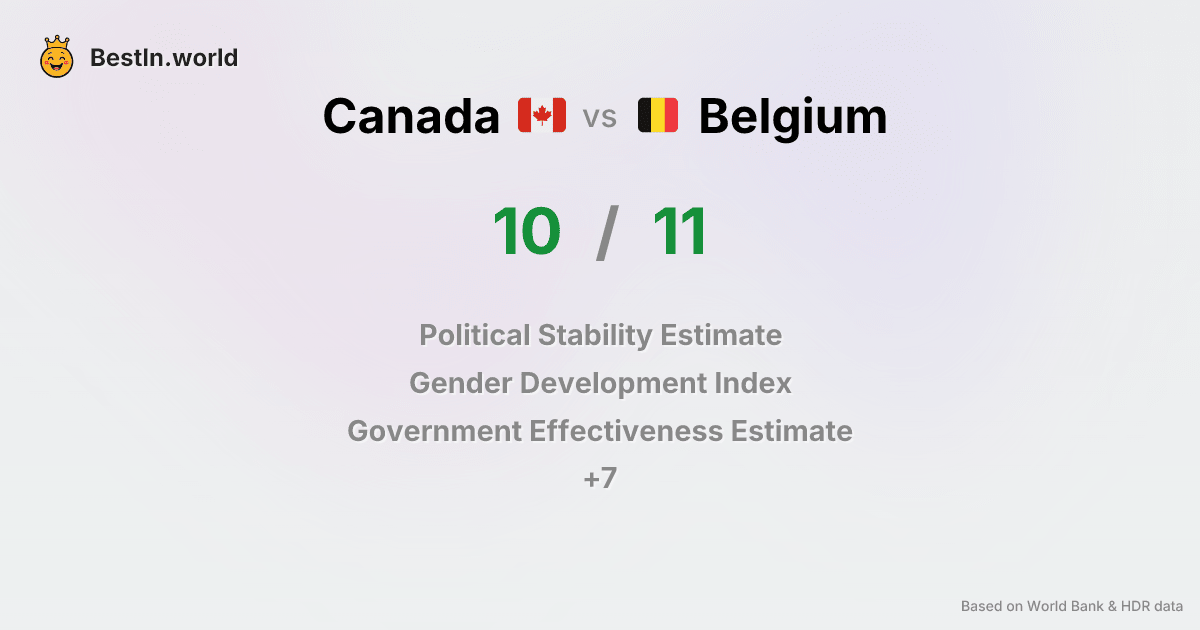 BestIn.world
Canada vs Belgium
10 / 11
Political Stability Estimate
Gender Development Index
Government Effectiveness Estimate
+7
Based on World Bank & HDR data